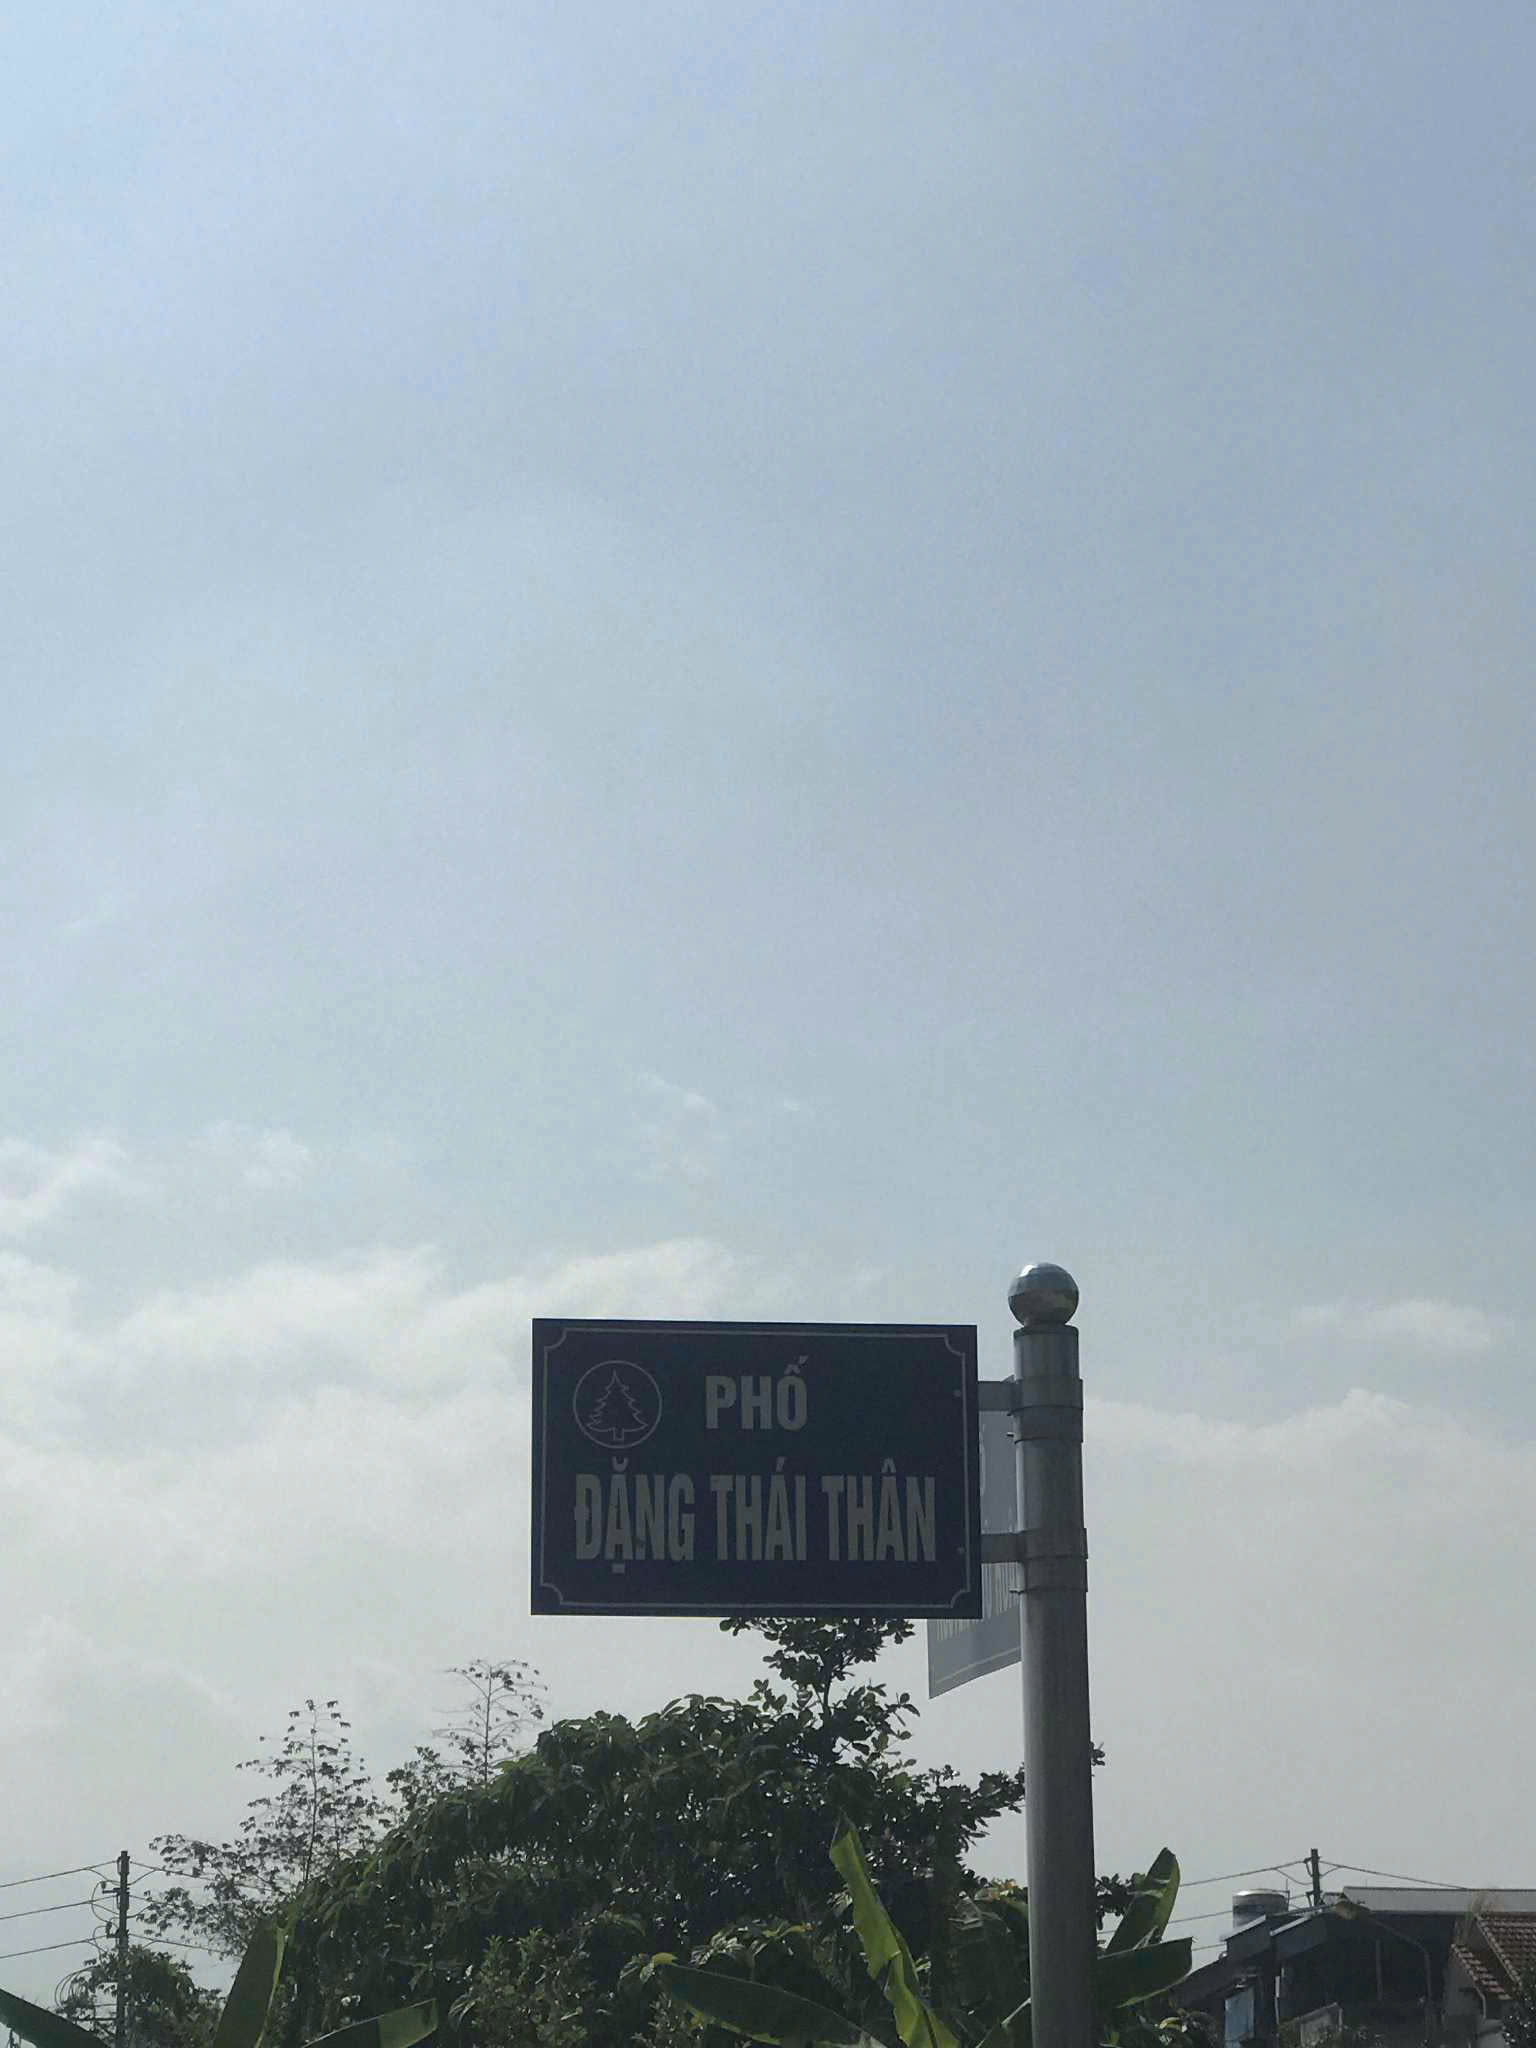 PHỐ
ĐẶNG THÁI THÂN